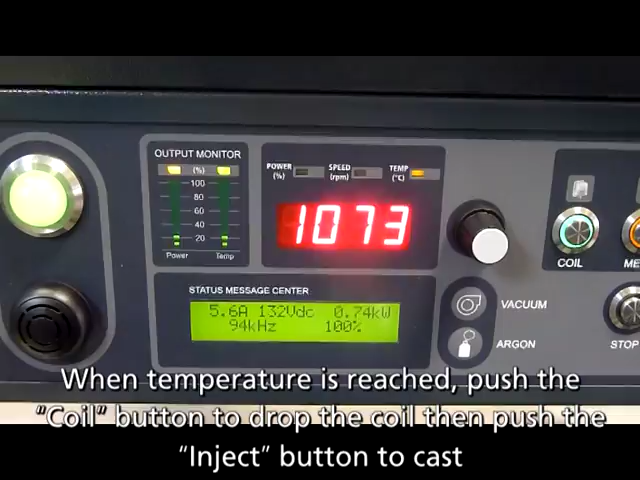 OUTPUT MONITOR
(%)
100
80
60
40
20
Power Temp
POWER (%)
SPEED (rpm)
TEMP (°C)
1073
STATUS MESSAGE CENTER
5.6A 132Vdc 0.74kW
94kHz 100%
VACUUM
ARGON
COIL
STOP
When temperature is reached, push the
“Coil” button to drop the coil then push the
“Inject” button to cast